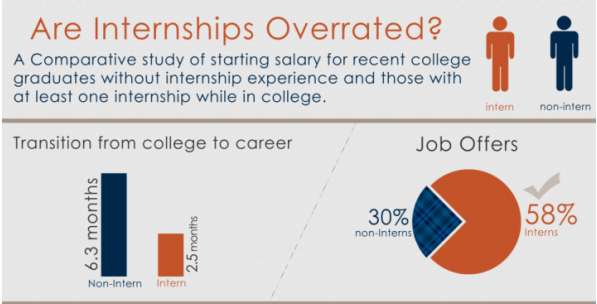 Are Internships Overrated?
A Comparative study of starting salary for recent college
graduates without internship experience and those with
at least one internship while in college.
intern
non-intern
Transition from college to career
6.3 months
Non-Intern
2.5 months
Intern
Job Offers
30%
non-Interns
58%
Interns